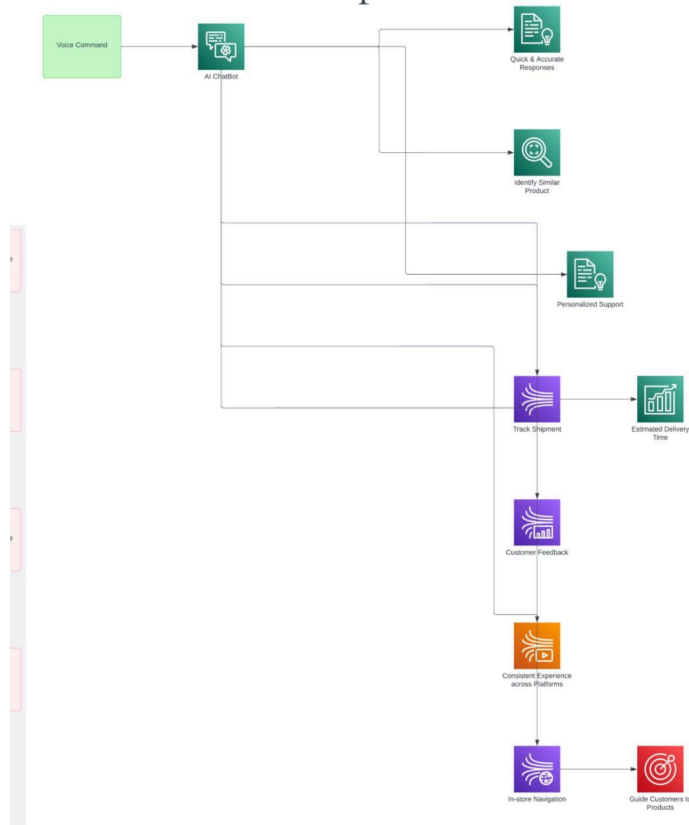 Voice Command
AI ChatBot
Quick & Accurate
Responses
Identify Similar
Product
Personalized Support
Track Shipment
Estimated Delivery
Time
Customer Feedback
Consistent Experience
across Platforms
In-store Navigation
Guide Customers to
Products